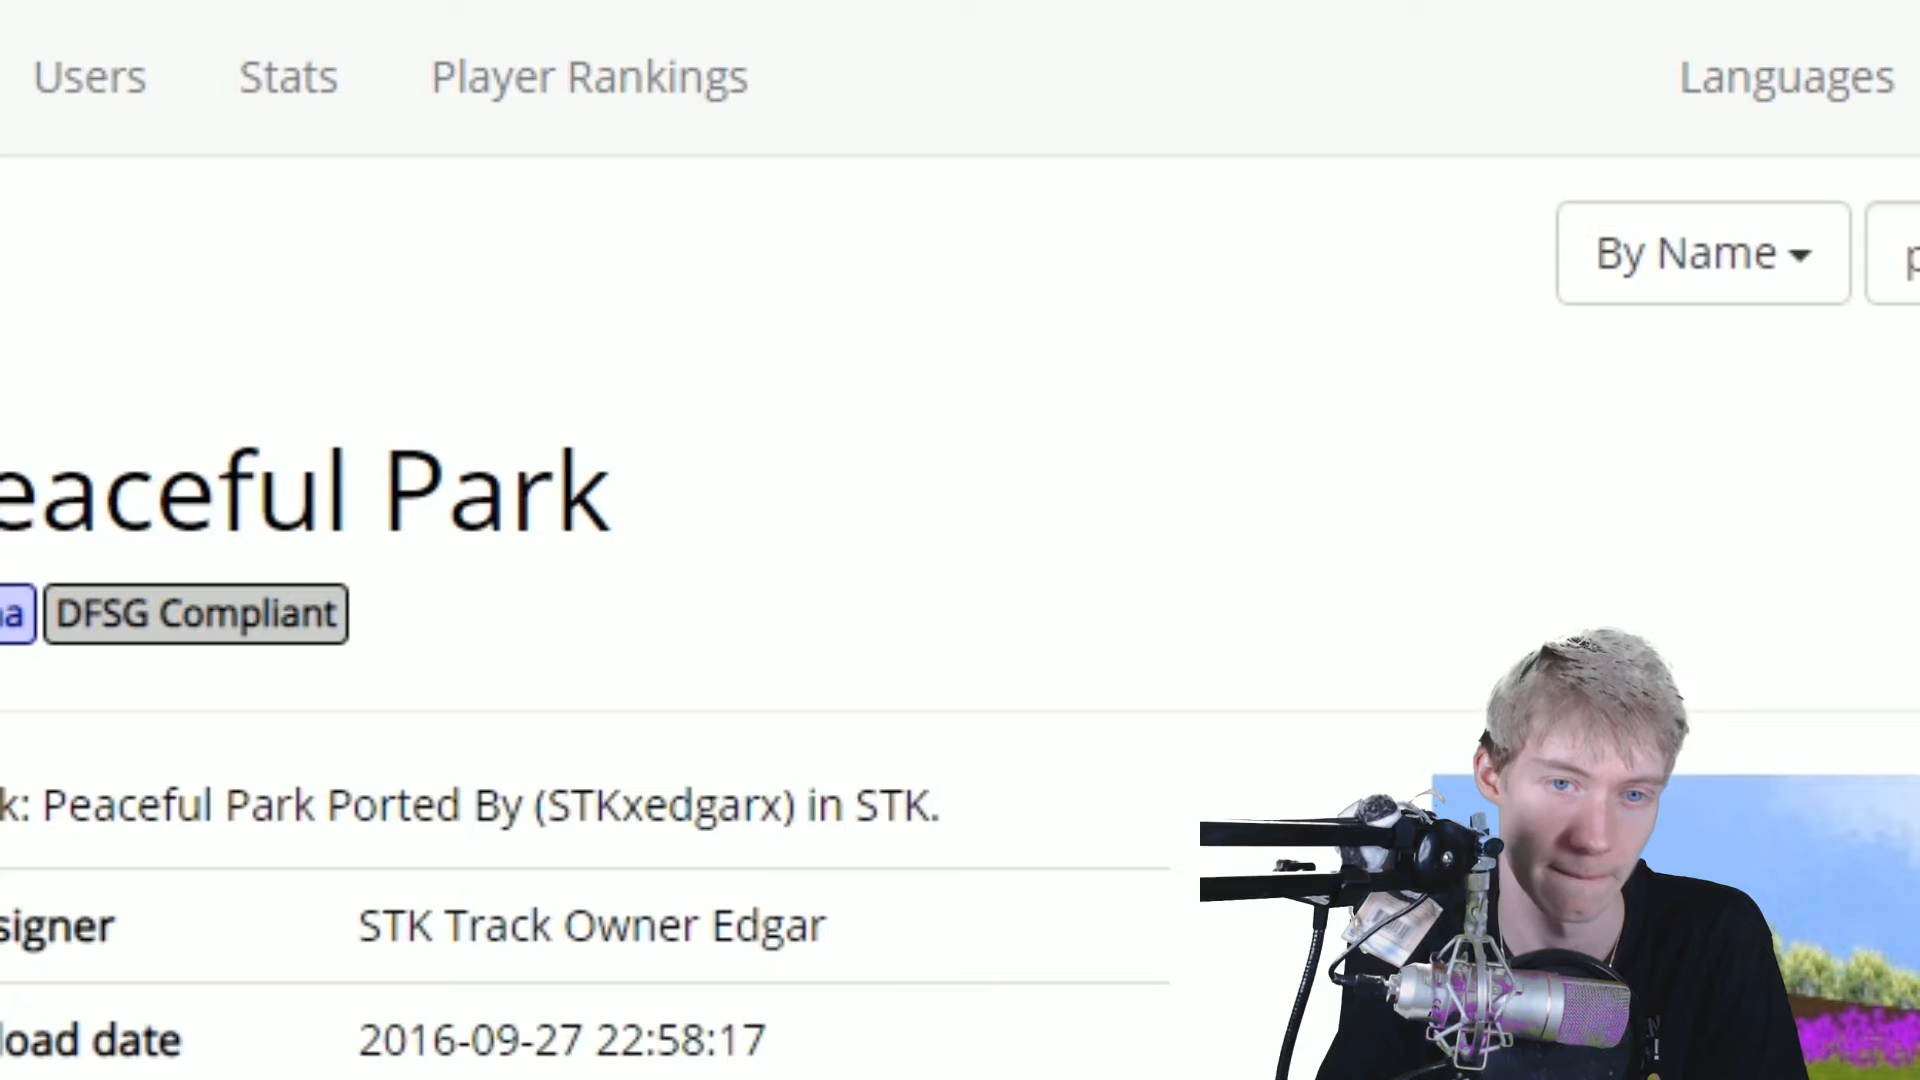 Users Stats Player Rankings Languages
By Name p
eaceful Park
na DFSG Compliant
k: Peaceful Park Ported By (STKxedgarx) in STK.
signer STK Track Owner Edgar
load date 2016-09-27 22:58:17